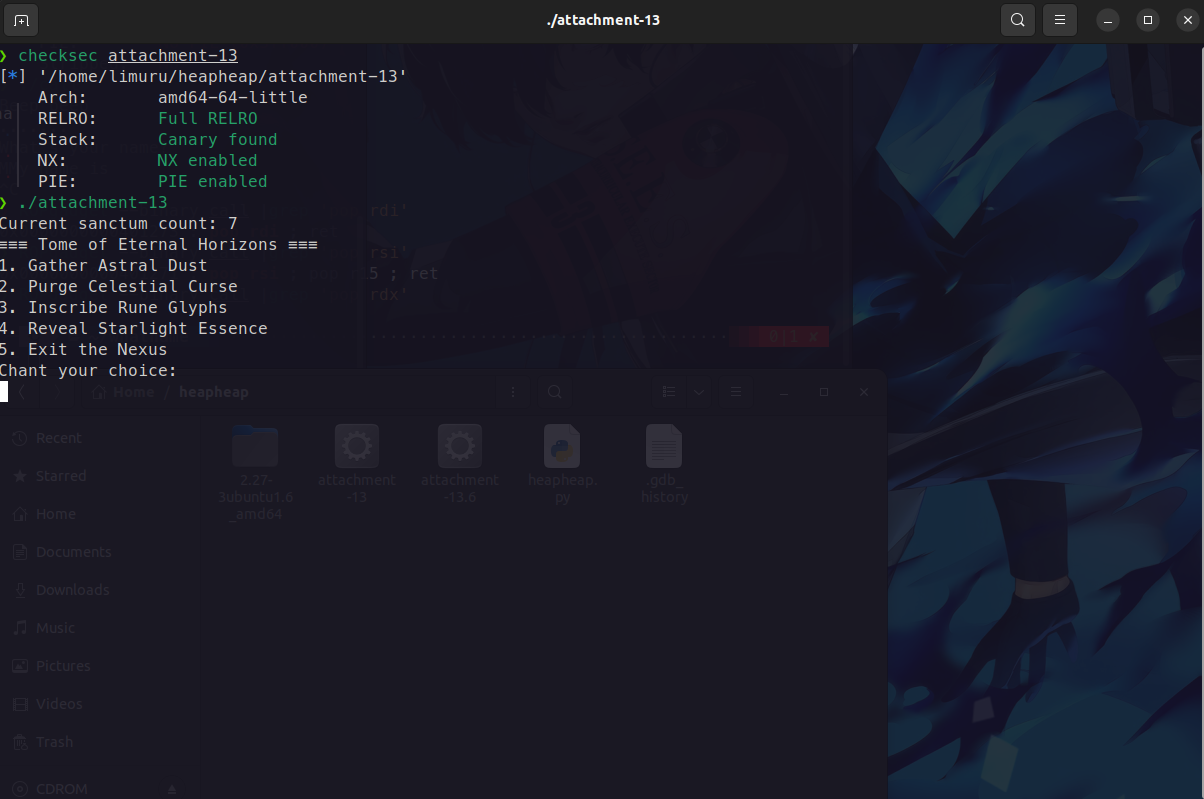 ./attachment-13
❯ checksec attachment-13
[*] '/home/limuru/heapheap/attachment-13'
Arch: amd64-64-little
RELRO: Full RELRO
Stack: Canary found
NX: NX enabled
PIE: PIE enabled
❯ ./attachment-13
Current sanctum count: 7
≡≡≡ Tome of Eternal Horizons ≡≡≡
1. Gather Astral Dust
2. Purge Celestial Curse
3. Inscribe Rune Glyphs
4. Reveal Starlight Essence
5. Exit the Nexus
Chant your choice:
rdi'
rsi'
; ret
rdx'
Home / heapheap
Recent
Starred
Home
Documents
Downloads
Music
Pictures
Videos
Trash
CDROM
2.27-
3ubuntu1.6
_amd64
attachment
-13
attachment
-13.6
heapheap.
py
.gdb_
history